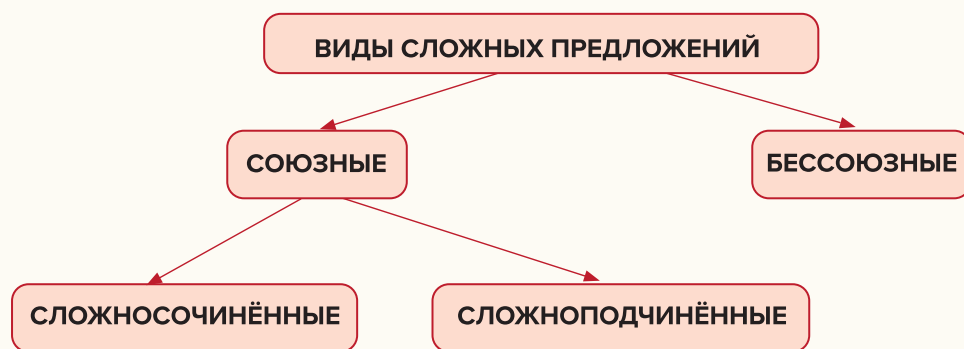 ВИДЫ СЛОЖНЫХ ПРЕДЛОЖЕНИЙ
СОЮЗНЫЕ
БЕССОЮЗНЫЕ
СЛОЖНОСОЧИНЁННЫЕ
СЛОЖНОПОДЧИНЁННЫЕ